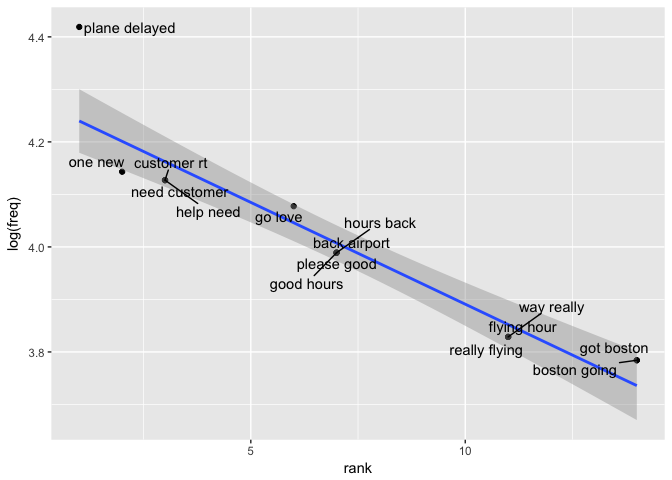 4.4
4.2
4.0
3.8
log(freq)
plane delayed
one new
customer rt
need customer
help need
go love
hours back
back airport
please good
good hours
way really
flying hour
really flying
got boston
boston going
5
10
rank